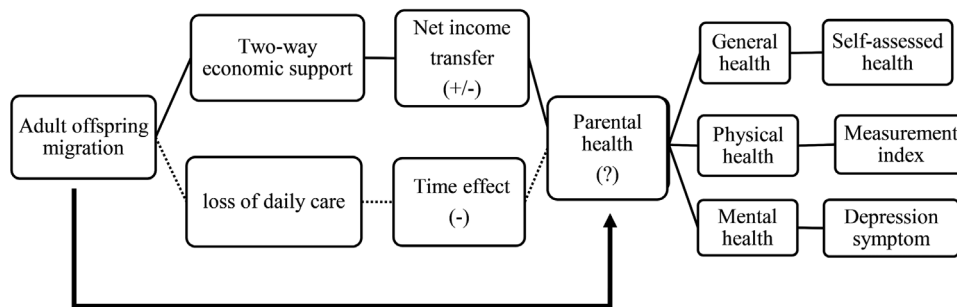 Adult offspring
migration
Two-way
economic support
Net income
transfer
(+/-)
loss of daily care
Time effect
(-)
Parental
health
(?)
General
health
Self-assessed
health
Physical
health
Measurement
index
Mental
health
Depression
symptom